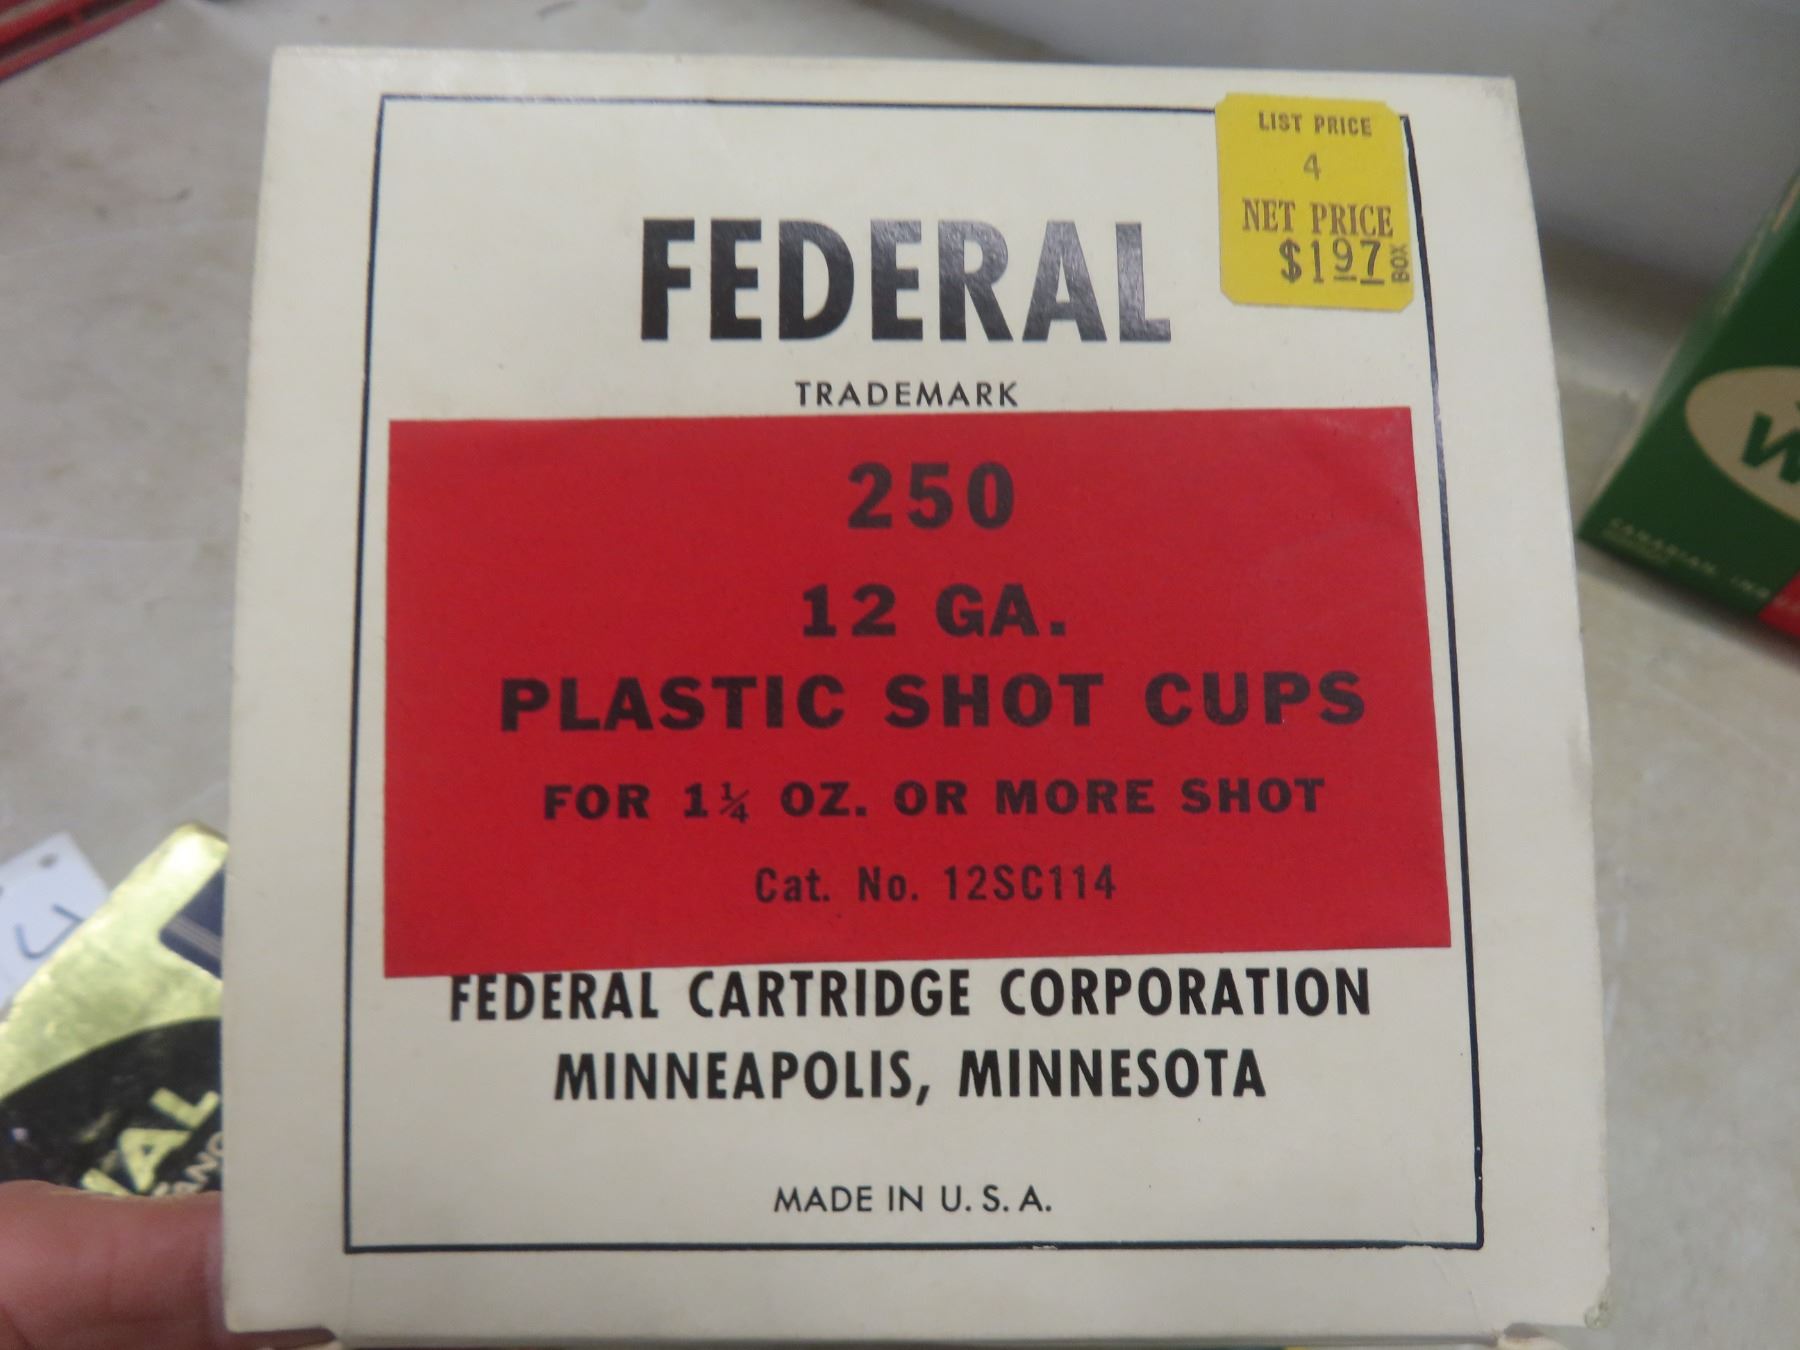 LIST PRICE
4
NET PRICE
$1.97 BOX
FEDERAL
TRADEMARK
250
12 GA.
PLASTIC SHOT CUPS
FOR 1¼ OZ. OR MORE SHOT
Cat. No. 12SC114
FEDERAL CARTRIDGE CORPORATION
MINNEAPOLIS, MINNESOTA
MADE IN U.S.A.